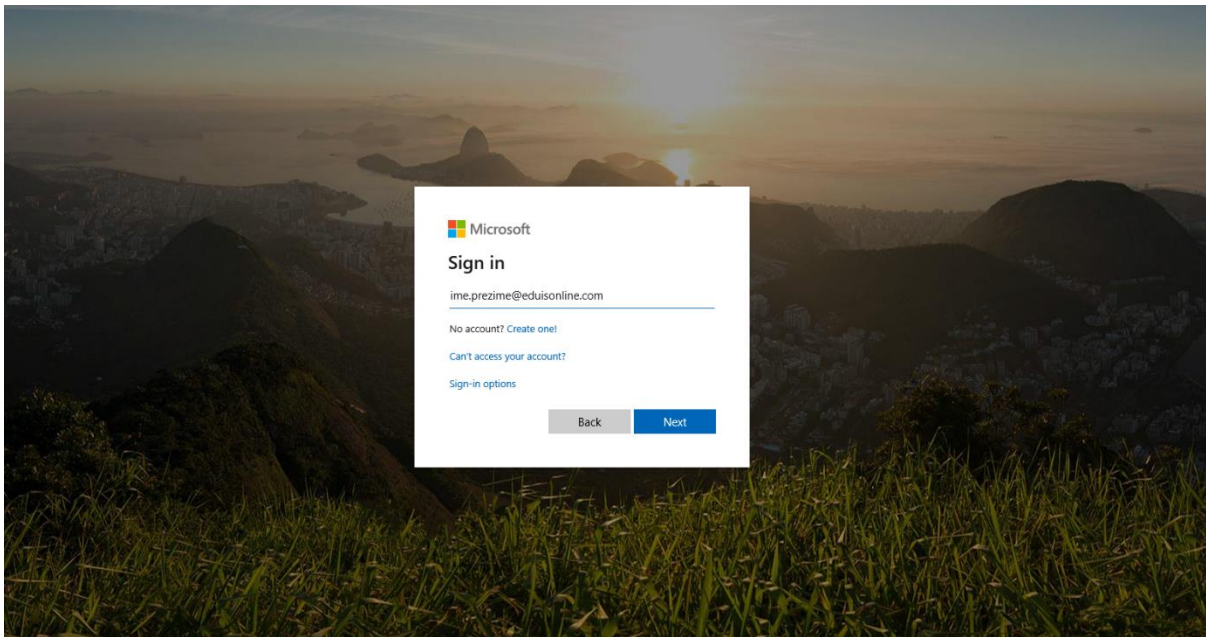 Microsoft
Sign in
ime.prezime@eduisonline.com
No account? Create one!
Can't access your account?
Sign-in options
Back Next